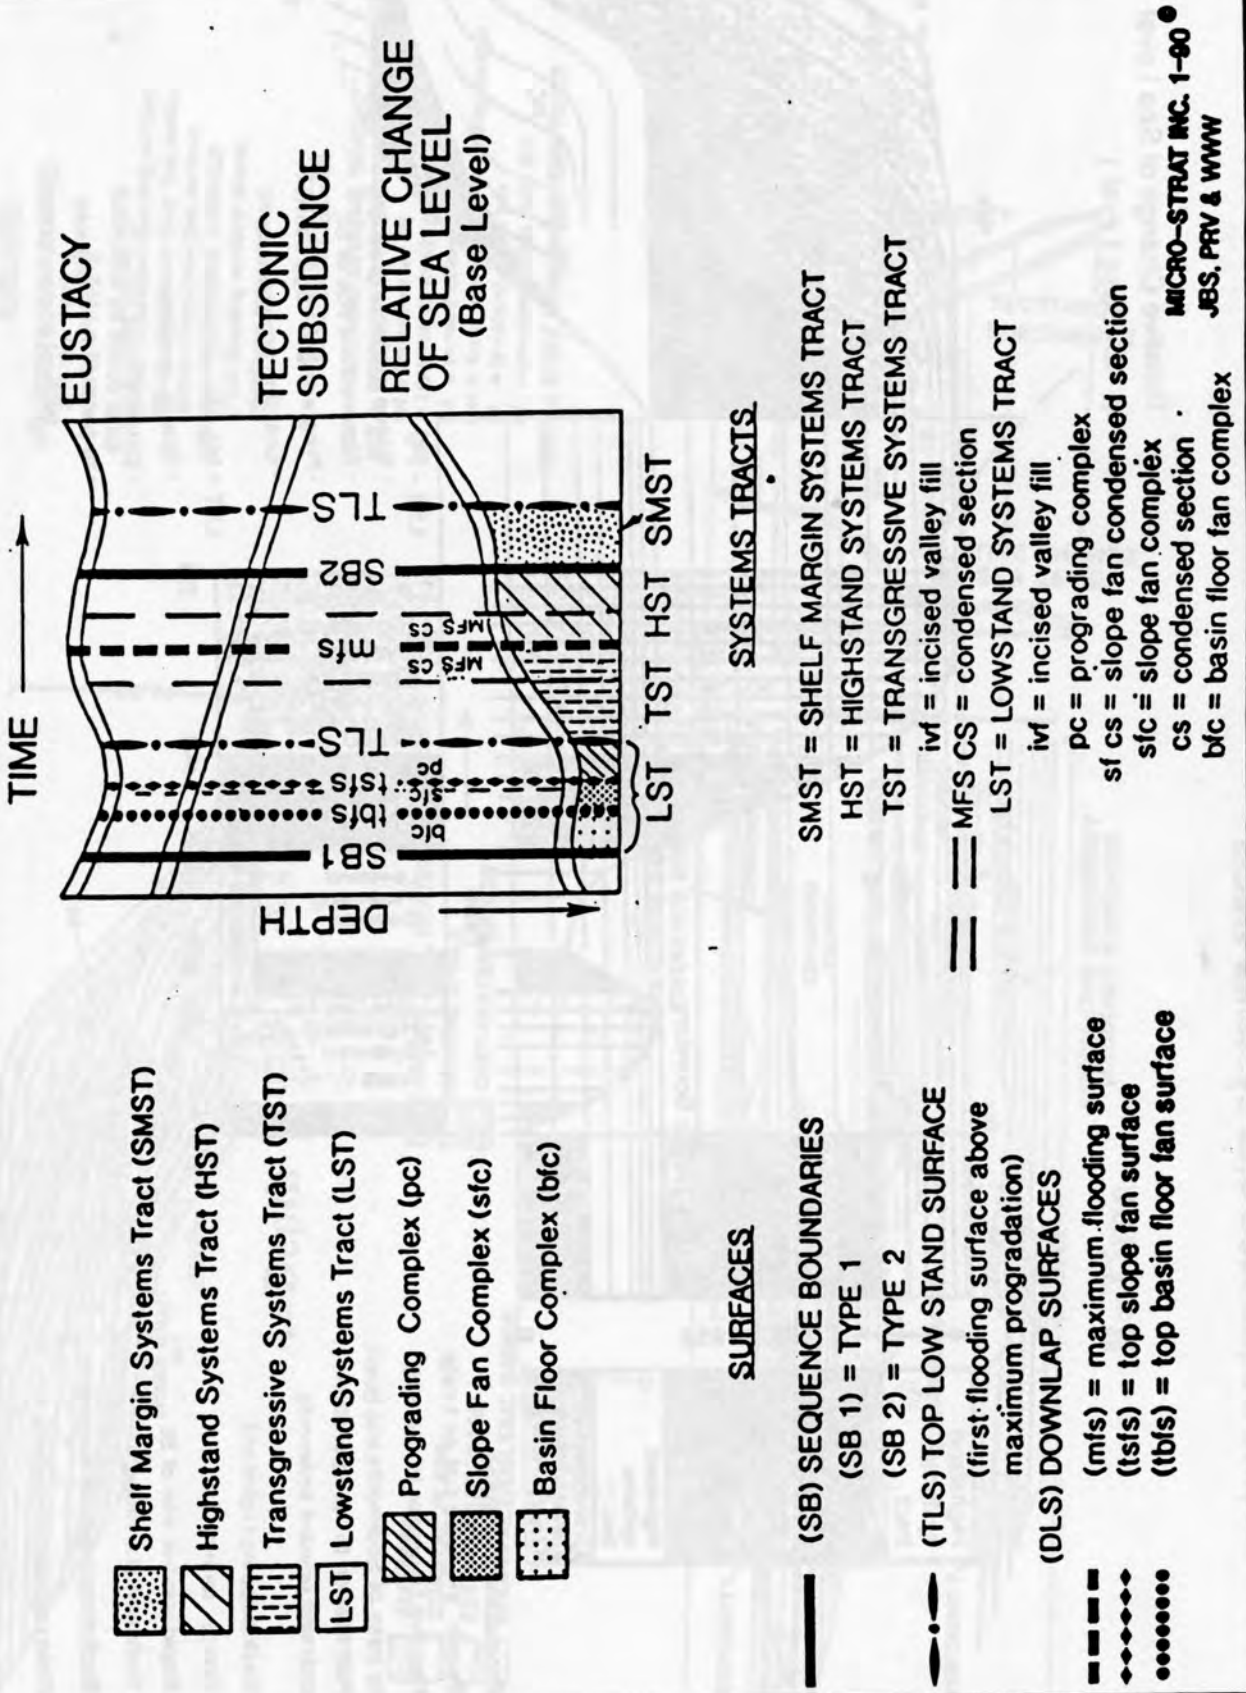 Shelf Margin Systems Tract (SMST)
Highstand Systems Tract (HST)
Transgressive Systems Tract (TST)
LST Lowstand Systems Tract (LST)
Prograding Complex (pc)
Slope Fan Complex (sfc)
Basin Floor Complex (bfc)
TIME
DEPTH
EUSTACY
TECTONIC
SUBSIDENCE
RELATIVE CHANGE
OF SEA LEVEL
(Base Level)
SB1
tbfs
tsfs
TLS
mfs
SB2
TLS
bfc
sfc
pc
MFS CS
MFS CS
LST TST HST SMST
SURFACES
(SB) SEQUENCE BOUNDARIES
(SB 1) = TYPE 1
(SB 2) = TYPE 2
(TLS) TOP LOW STAND SURFACE
(first flooding surface above
maximum progradation)
(DLS) DOWNLAP SURFACES
(mfs) = maximum flooding surface
(tsfs) = top slope fan surface
(tbfs) = top basin floor fan surface
SYSTEMS TRACTS
SMST = SHELF MARGIN SYSTEMS TRACT
HST = HIGHSTAND SYSTEMS TRACT
TST = TRANSGRESSIVE SYSTEMS TRACT
ivf = incised valley fill
MFS CS = condensed section
LST = LOWSTAND SYSTEMS TRACT
ivf = incised valley fill
pc = prograding complex
sf cs = slope fan condensed section
sfc = slope fan complex
cs = condensed section
bfc = basin floor fan complex
MICRO-STRAT INC. 1-90
JBS, PRV & WWW